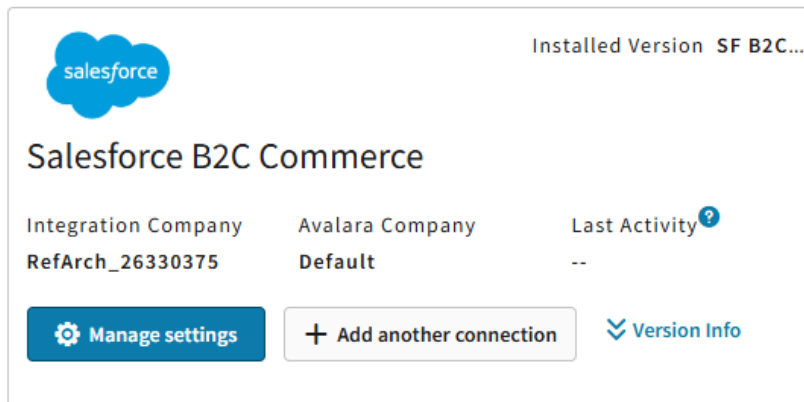 salesforce
Installed Version SF B2C...
Salesforce B2C Commerce
Integration Company Avalara Company Last Activity ?
RefArch_26330375 Default --
Manage settings + Add another connection Version Info